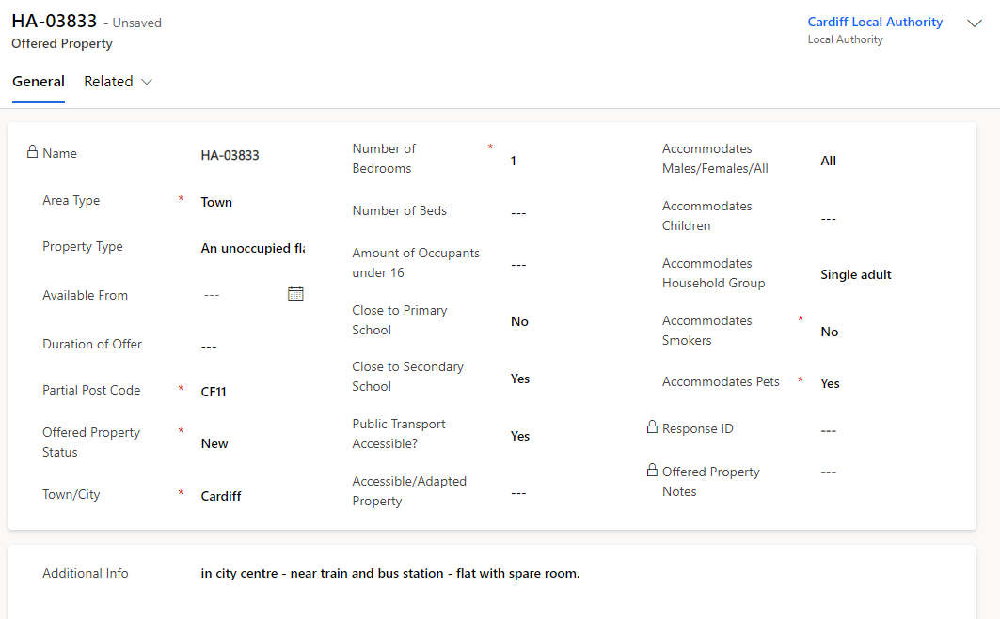 HA-03833 - Unsaved
Offered Property
Cardiff Local Authority
Local Authority
General
Related
Name
HA-03833
Area Type *
Town
Property Type
An unoccupied fla
Available From
---
Duration of Offer
---
Partial Post Code *
CF11
Offered Property
Status *
New
Town/City *
Cardiff
Number of
Bedrooms *
1
Number of Beds
---
Amount of Occupants
under 16
---
Close to Primary
School
No
Close to Secondary
School
Yes
Public Transport
Accessible?
Yes
Accessible/Adapted
Property
---
Accommodates
Males/Females/All
All
Accommodates
Children
---
Accommodates
Household Group
Single adult
Accommodates
Smokers *
No
Accommodates Pets *
Yes
Response ID
---
Offered Property
Notes
---
Additional Info
in city centre - near train and bus station - flat with spare room.